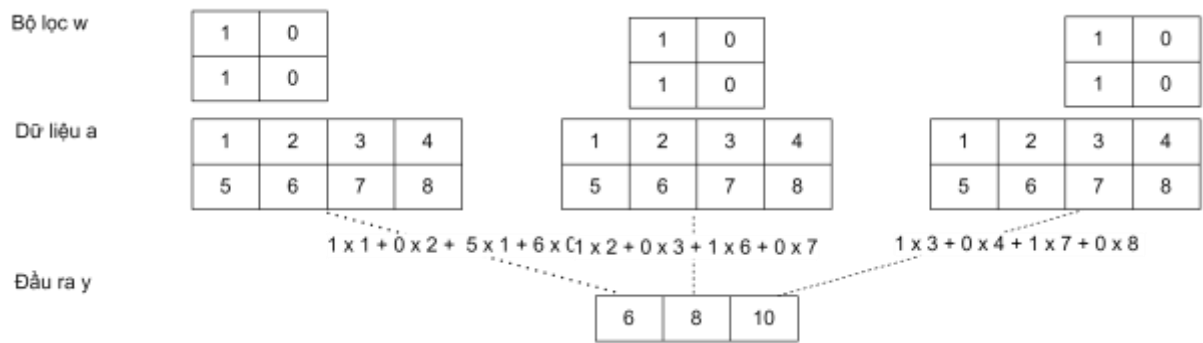 Bộ lọc w
1 0 1 0 1 0
1 0 1 0 1 0
Dữ liệu a
1 2 3 4 1 2 3 4 1 2 3 4
5 6 7 8 5 6 7 8 5 6 7 8
1 x 1 + 0 x 2 + 5 x 1 + 6 x 1 x 2 + 0 x 3 + 1 x 6 + 0 x 7 1 x 3 + 0 x 4 + 1 x 7 + 0 x 8
Đầu ra y
6 8 10